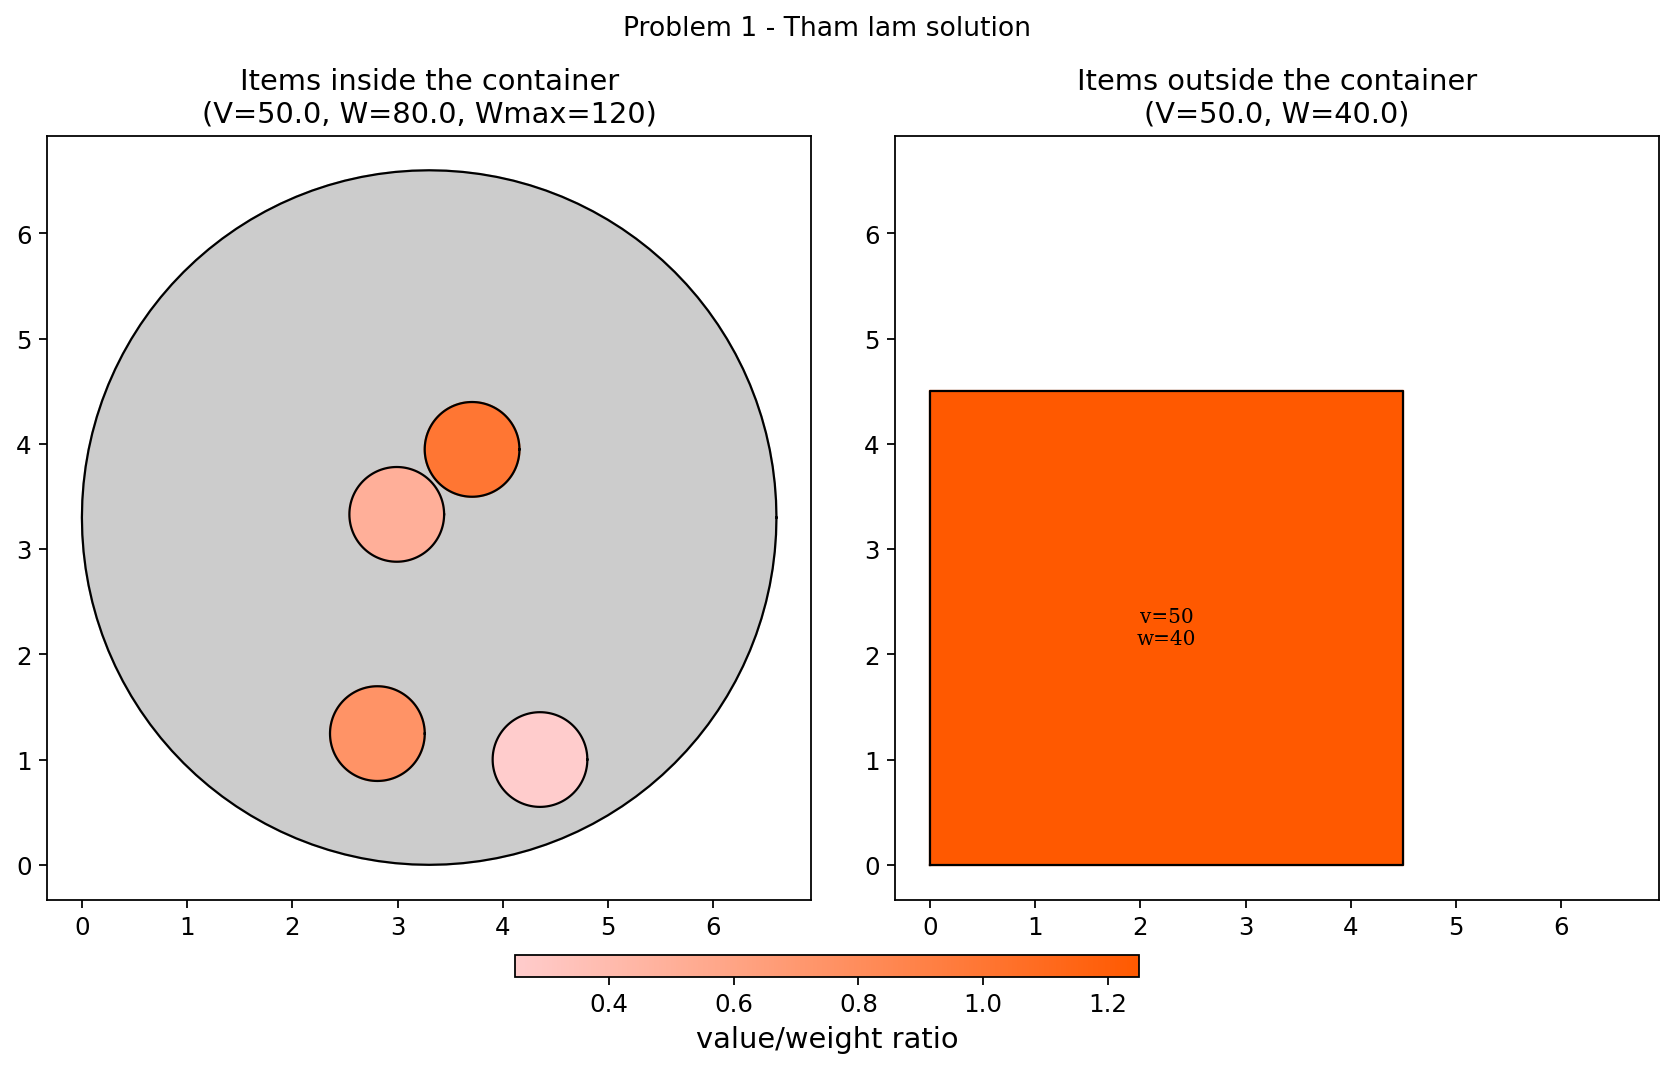 Problem 1 - Tham lam solution
Items inside the container
(V=50.0, W=80.0, Wmax=120)
6
5
4
3
2
1
0
0 1 2 3 4 5 6
Items outside the container
(V=50.0, W=40.0)
6
5
4
3
2
1
0
v=50
w=40
0 1 2 3 4 5 6
0.4 0.6 0.8 1.0 1.2
value/weight ratio